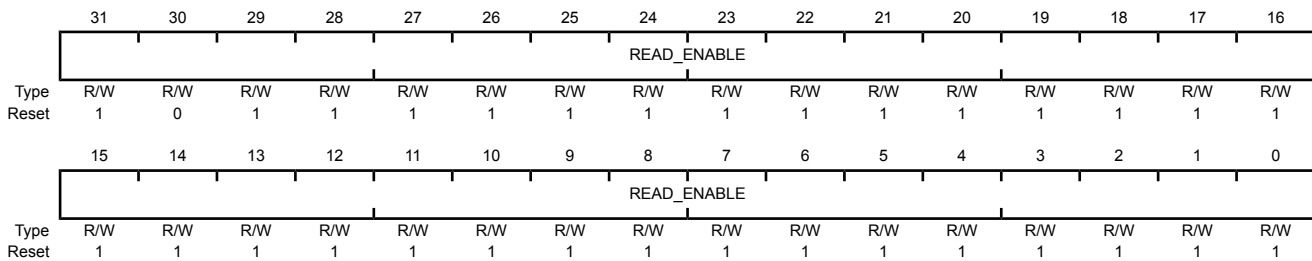 31 30 29 28 27 26 25 24 23 22 21 20 19 18 17 16
READ_ENABLE
Type R/W R/W R/W R/W R/W R/W R/W R/W R/W R/W R/W R/W R/W R/W R/W R/W
Reset 1 0 1 1 1 1 1 1 1 1 1 1 1 1 1 1
15 14 13 12 11 10 9 8 7 6 5 4 3 2 1 0
READ_ENABLE
Type R/W R/W R/W R/W R/W R/W R/W R/W R/W R/W R/W R/W R/W R/W R/W R/W
Reset 1 1 1 1 1 1 1 1 1 1 1 1 1 1 1 1